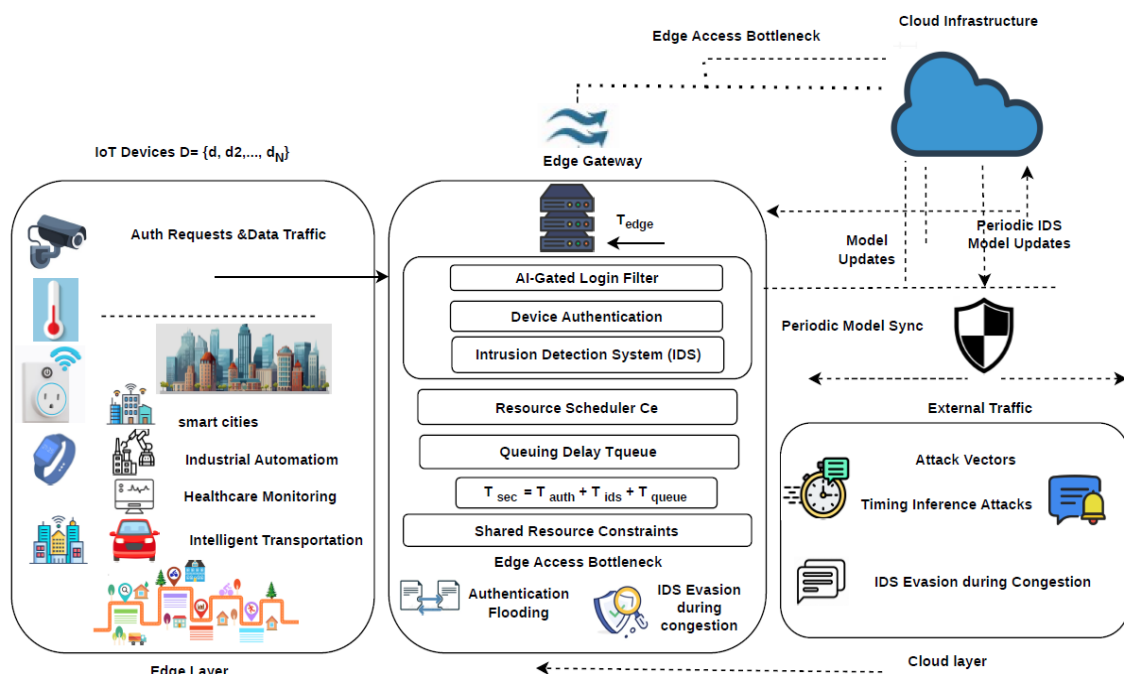 Cloud Infrastructure
Edge Access Bottleneck
IoT Devices D= {d, d2,..., dN}
Edge Gateway
Auth Requests &Data Traffic
Tedge
Model
Updates
Periodic IDS
Model Updates
AI-Gated Login Filter
Device Authentication
Intrusion Detection System (IDS)
Periodic Model Sync
smart cities
Resource Scheduler Ce
External Traffic
Industrial Automatiom
Queuing Delay Tqueue
Attack Vectors
Healthcare Monitoring
T sec = T auth + T ids + T queue
Timing Inference Attacks
Intelligent Transportation
Shared Resource Constraints
Edge Access Bottleneck
Authentication
Flooding
IDS Evasion
during
congestion
IDS Evasion during Congestion
Edge Layer
Cloud layer